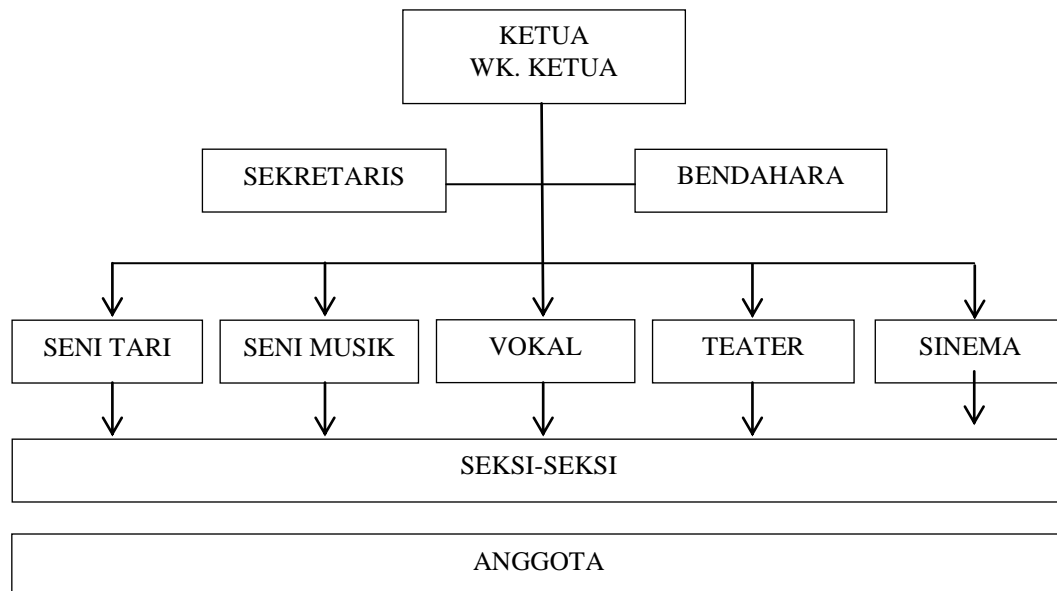 KETUA
WK. KETUA
SEKRETARIS
BENDAHARA
SENI TARI
SENI MUSIK
VOKAL
TEATER
SINEMA
SEKSI-SEKSI
ANGGOTA